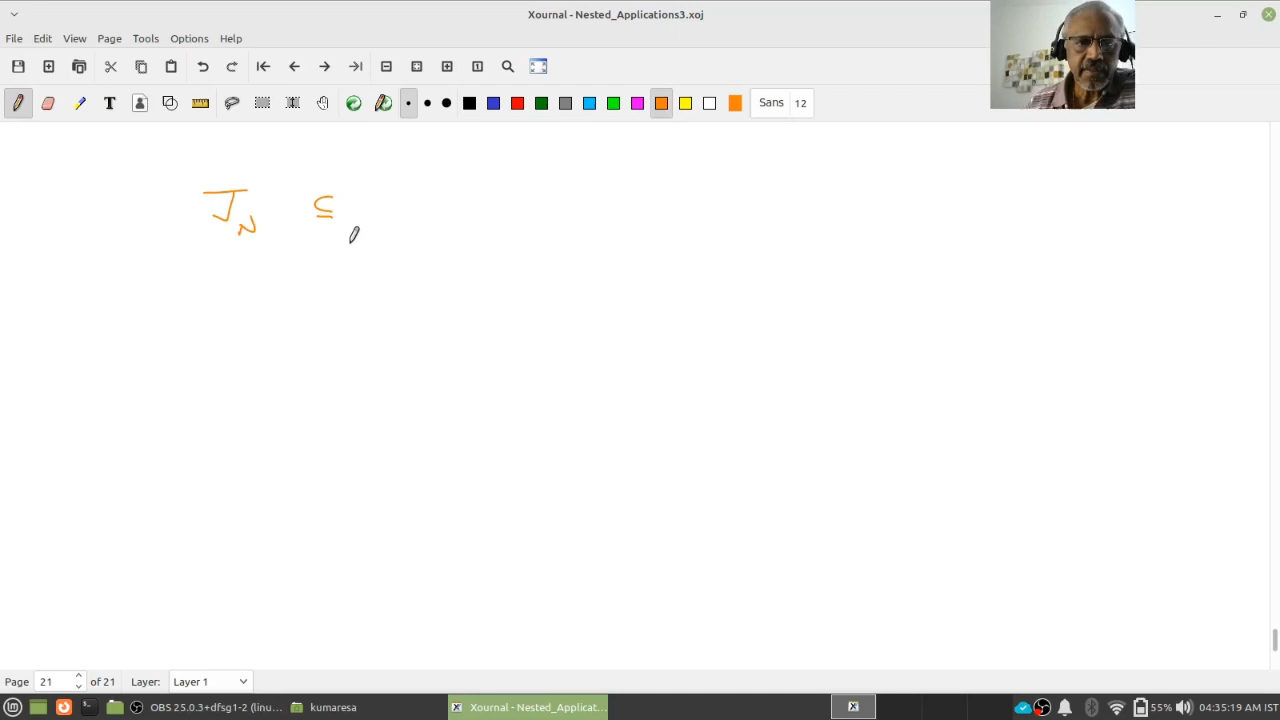 Xournal - Nested_Applications3.xoj
File Edit View Page Tools Options Help
Sans 12
J_N ⊆
Page 21 of 21 Layer: Layer 1
OBS 25.0.3+dfsg1-2 (linu... kumaresa Xournal - Nested_Applicat... 55% 04:35:19 AM IST